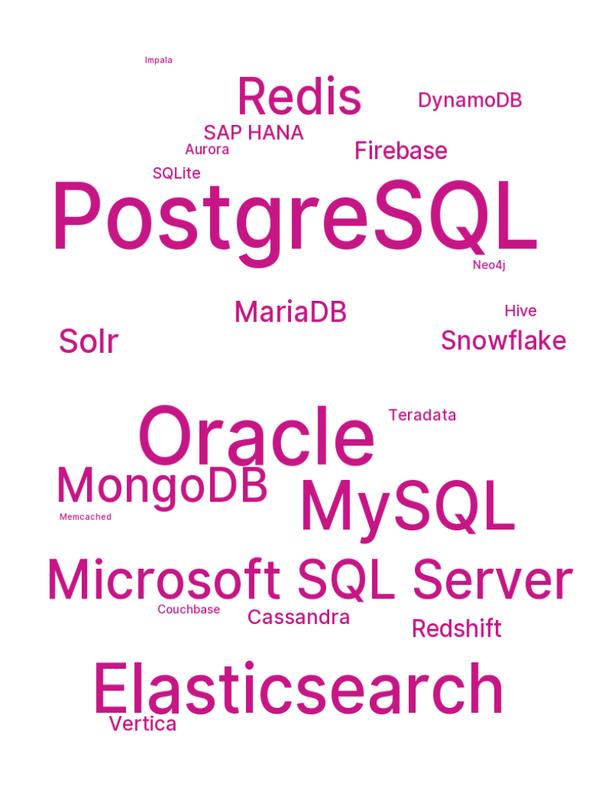 Impala
Redis
DynamoDB
SAP HANA
Aurora
Firebase
SQLite
PostgreSQL
Neo4j
MariaDB
Hive
Solr
Snowflake
Oracle
Teradata
MongoDB
MySQL
Memcached
Microsoft SQL Server
Couchbase
Cassandra
Redshift
Elasticsearch
Vertica